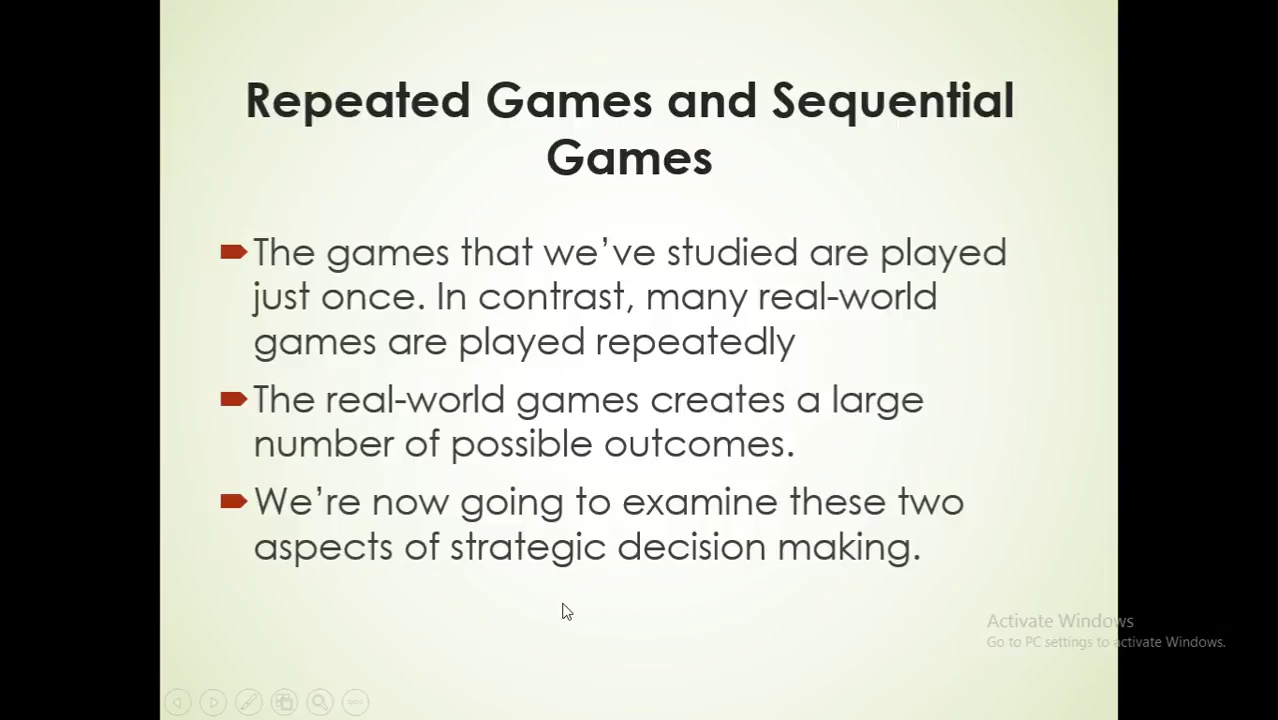 Repeated Games and Sequential
Games
The games that we’ve studied are played
just once. In contrast, many real-world
games are played repeatedly
The real-world games creates a large
number of possible outcomes.
We’re now going to examine these two
aspects of strategic decision making.
Activate Windows
Go to PC settings to activate Windows.